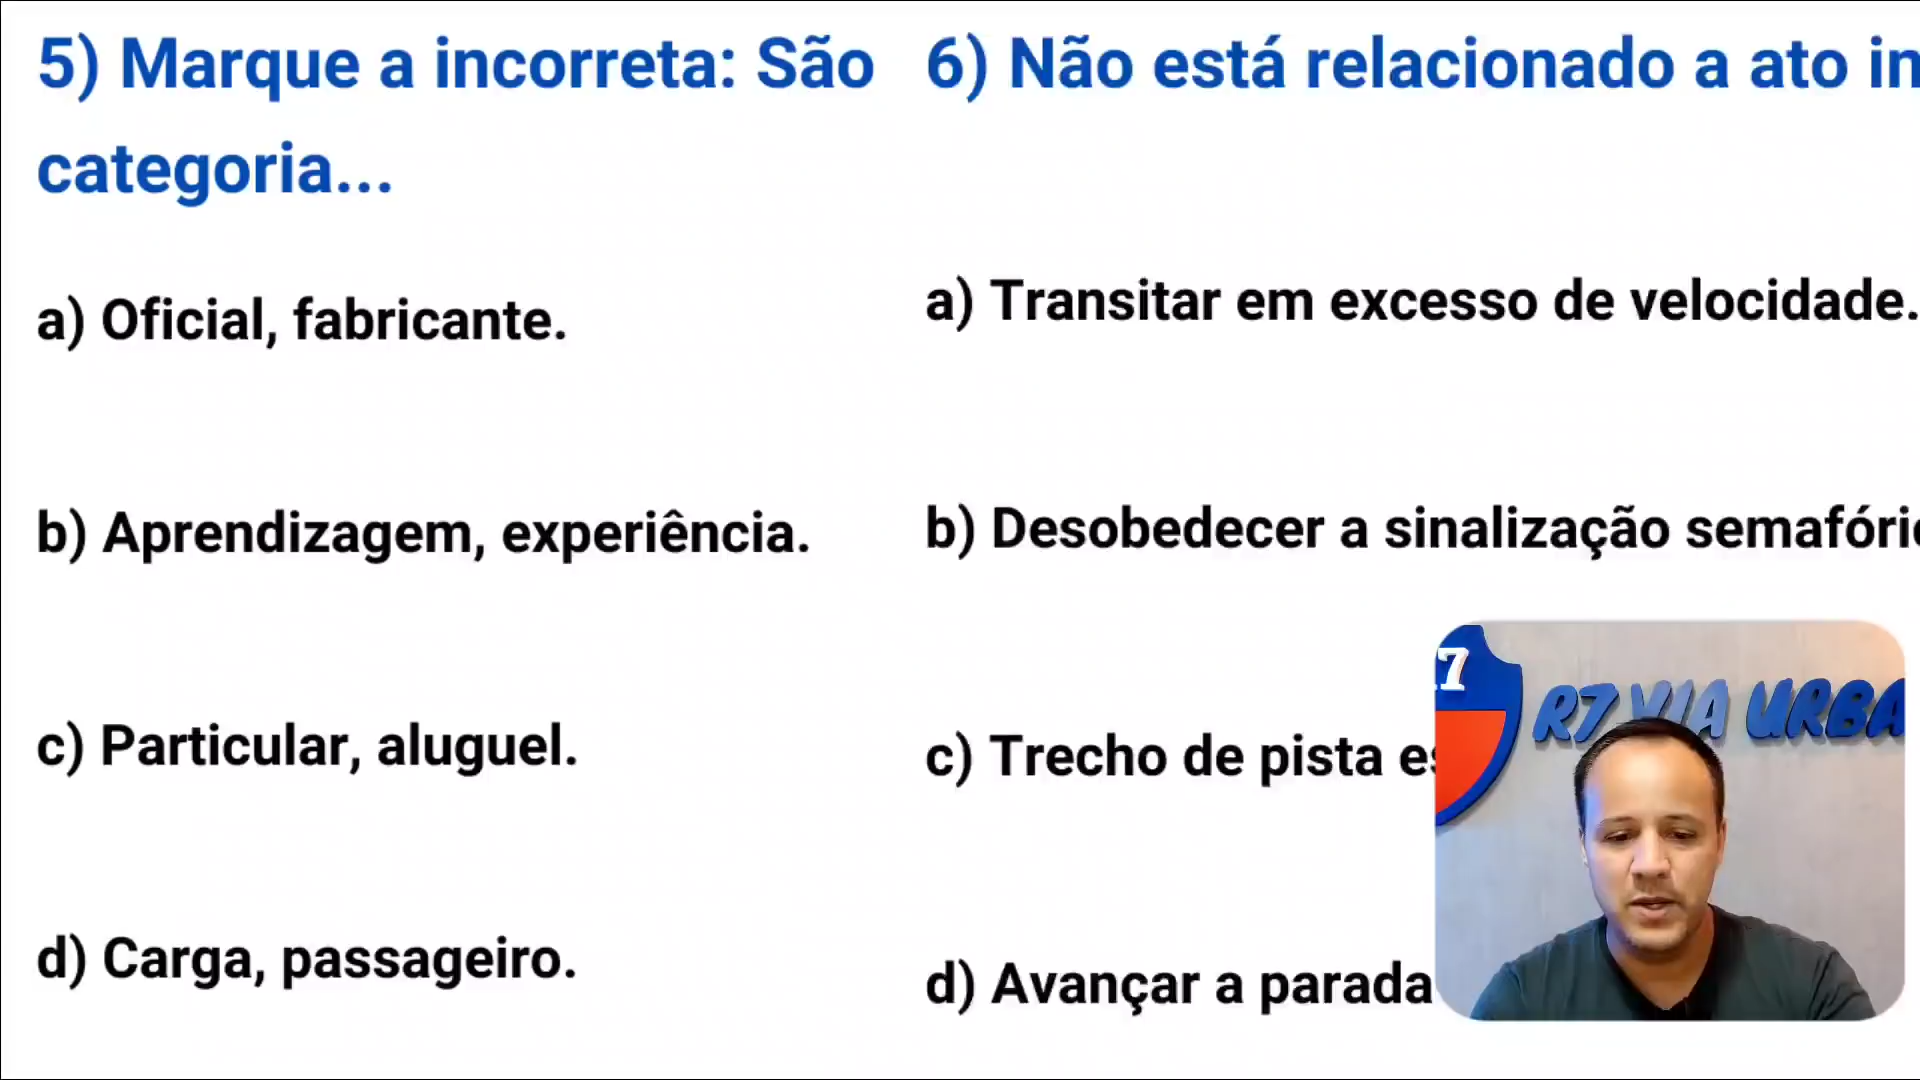 5) Marque a incorreta: São
categoria...
a) Oficial, fabricante.
b) Aprendizagem, experiência.
c) Particular, aluguel.
d) Carga, passageiro.
6) Não está relacionado a ato
a) Transitar em excesso de velocidade.
b) Desobedecer a sinalização
c) Trecho de pista
d) Avançar a parada
7
R7 VIA